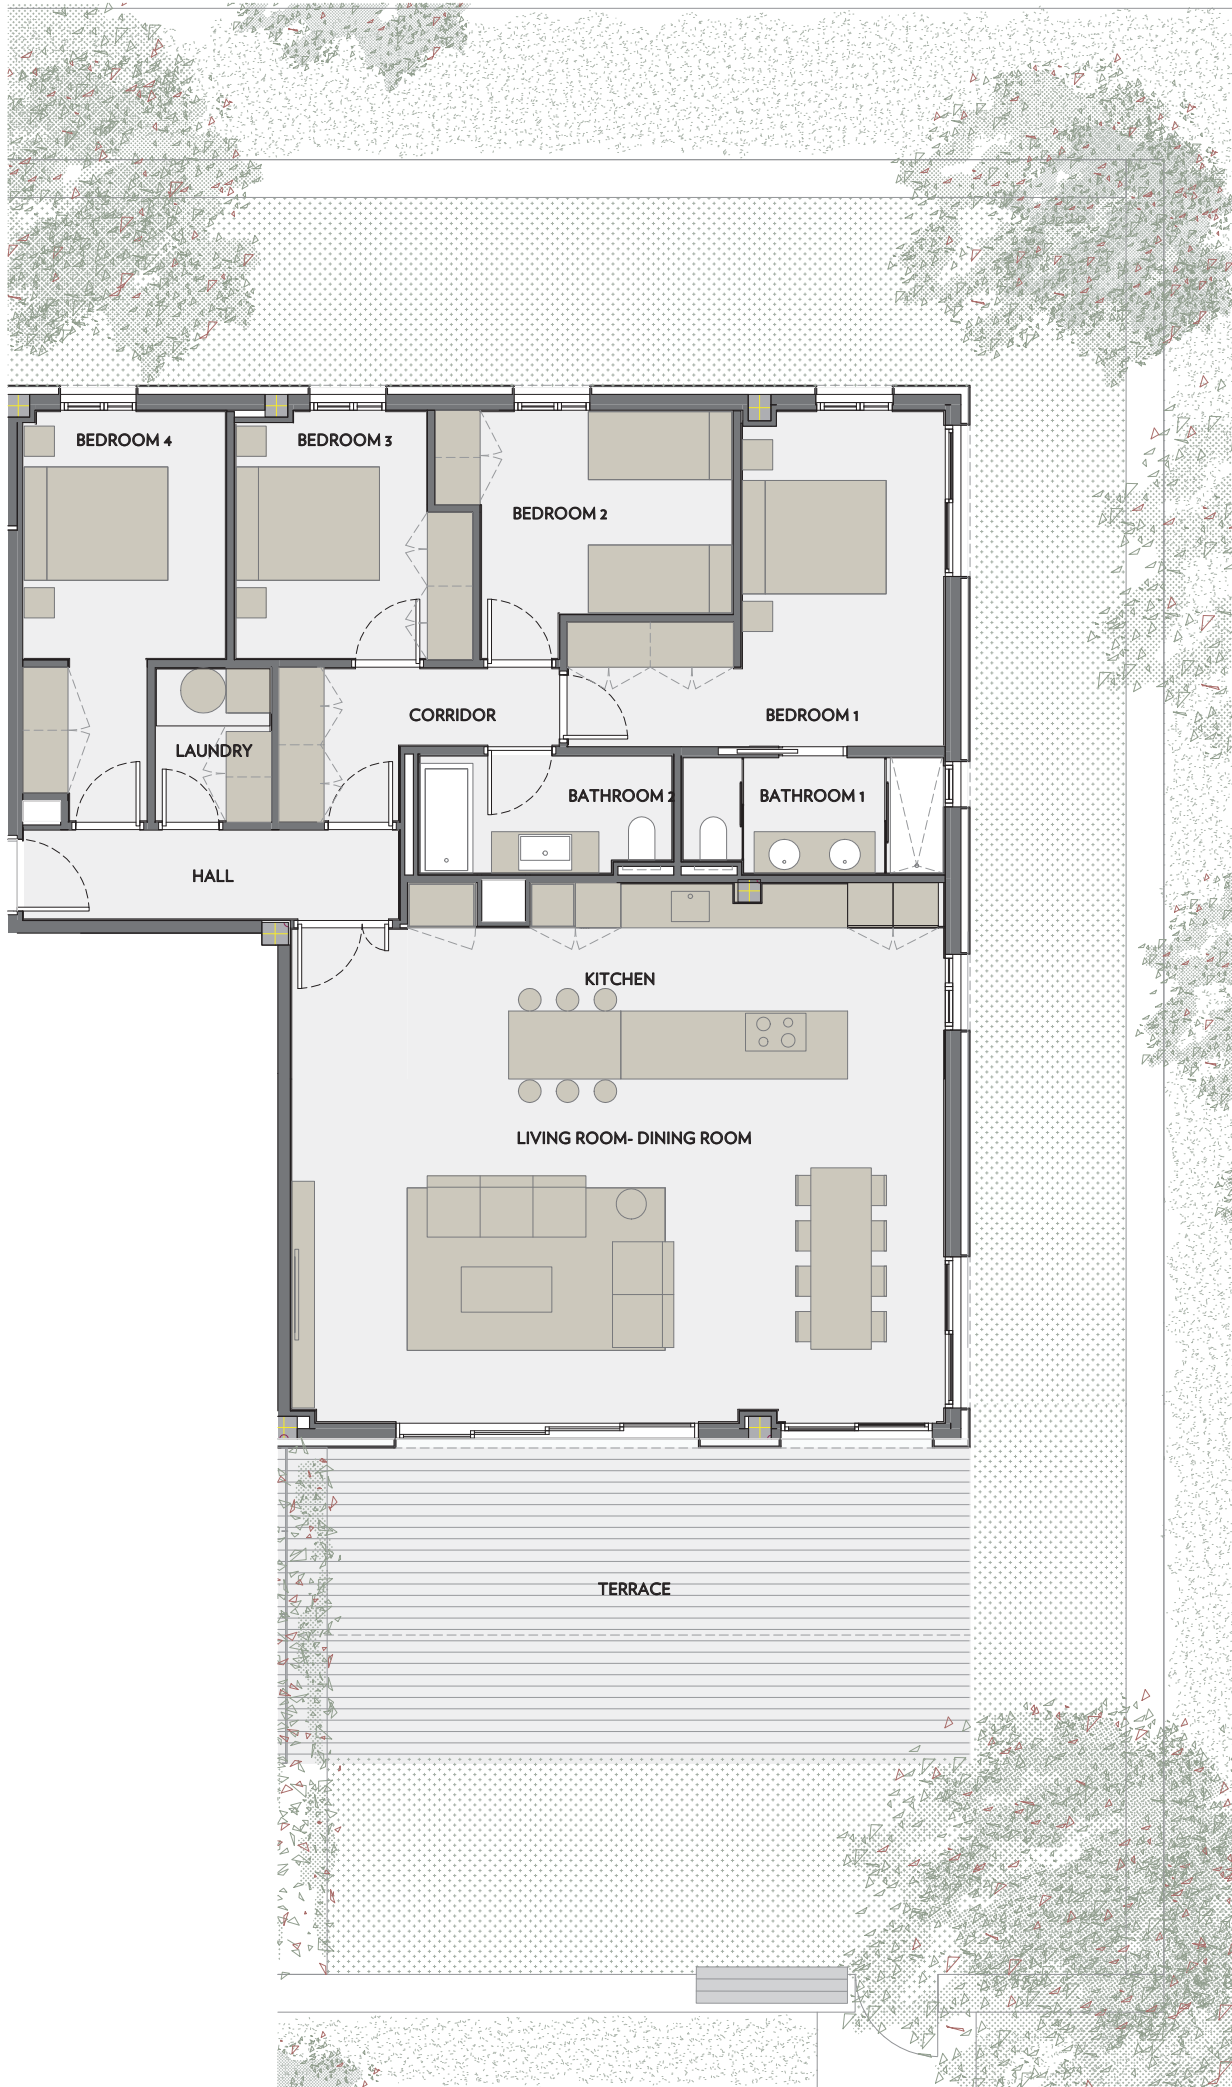 BEDROOM 4
BEDROOM 3
BEDROOM 2
CORRIDOR
BEDROOM 1
LAUNDRY
BATHROOM 2
BATHROOM 1
HALL
KITCHEN
LIVING ROOM- DINING ROOM
TERRACE